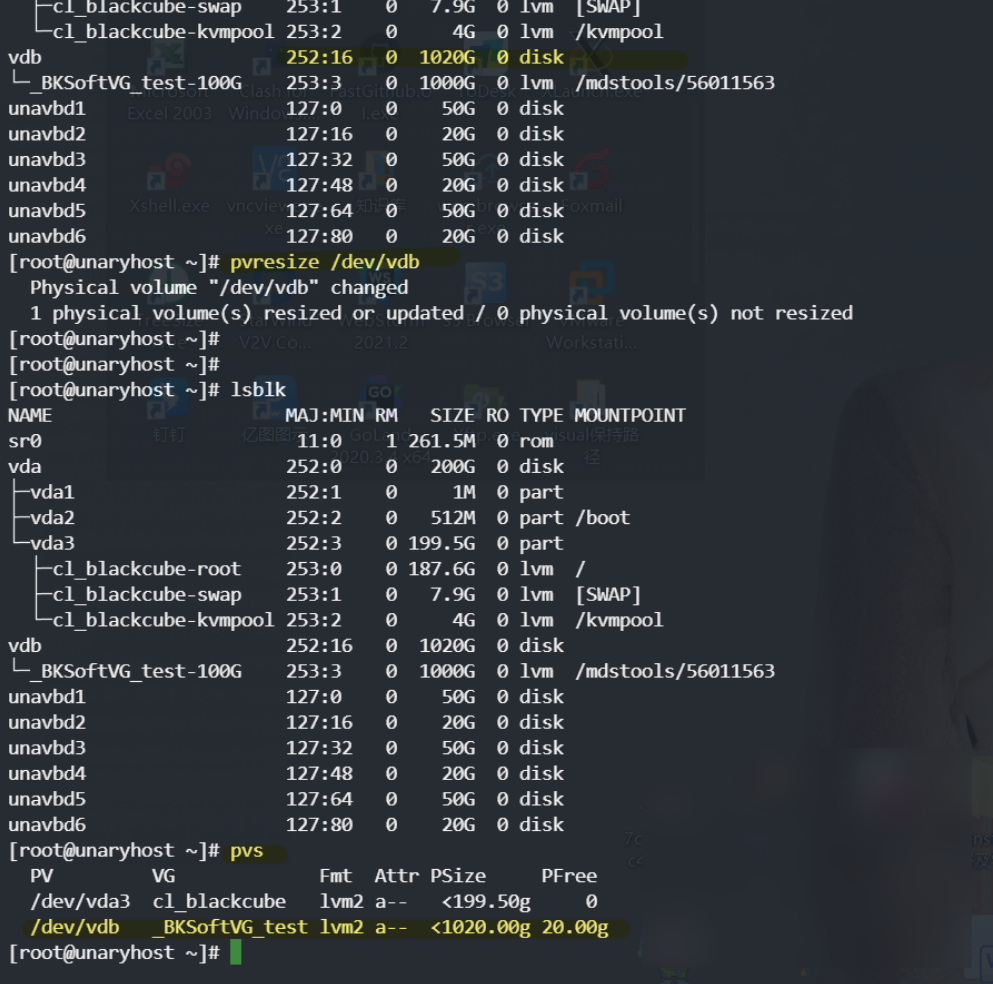 ├─cl_blackcube-swap    253:1    0   7.9G  0 lvm  [SWAP]
└─cl_blackcube-kvmpool 253:2    0     4G  0 lvm  /kvmpool
vdb                      252:16   0  1020G  0 disk
└─_BKSoftVG_test-100G    253:3    0  1000G  0 lvm  /mdstools/56011563
unavbd1                  127:0    0    50G  0 disk
unavbd2                  127:16   0    20G  0 disk
unavbd3                  127:32   0    50G  0 disk
unavbd4                  127:48   0    20G  0 disk
unavbd5                  127:64   0    50G  0 disk
unavbd6                  127:80   0    20G  0 disk
[root@unaryhost ~]# pvresize /dev/vdb
  Physical volume "/dev/vdb" changed
  1 physical volume(s) resized or updated / 0 physical volume(s) not resized
[root@unaryhost ~]#
[root@unaryhost ~]#
[root@unaryhost ~]# lsblk
NAME                     MAJ:MIN RM   SIZE RO TYPE MOUNTPOINT
sr0                       11:0    1 261.5M  0 rom
vda                      252:0    0   200G  0 disk
├─vda1                   252:1    0     1M  0 part
├─vda2                   252:2    0   512M  0 part /boot
└─vda3                   252:3    0 199.5G  0 part
  ├─cl_blackcube-root    253:0    0 187.6G  0 lvm  /
  ├─cl_blackcube-swap    253:1    0   7.9G  0 lvm  [SWAP]
  └─cl_blackcube-kvmpool 253:2    0     4G  0 lvm  /kvmpool
vdb                      252:16   0  1020G  0 disk
└─_BKSoftVG_test-100G    253:3    0  1000G  0 lvm  /mdstools/56011563
unavbd1                  127:0    0    50G  0 disk
unavbd2                  127:16   0    20G  0 disk
unavbd3                  127:32   0    50G  0 disk
unavbd4                  127:48   0    20G  0 disk
unavbd5                  127:64   0    50G  0 disk
unavbd6                  127:80   0    20G  0 disk
[root@unaryhost ~]# pvs
  PV         VG             Fmt  Attr PSize     PFree
  /dev/vda3  cl_blackcube   lvm2 a--   <199.50g     0
  /dev/vdb   _BKSoftVG_test lvm2 a--  <1020.00g 20.00g
[root@unaryhost ~]#